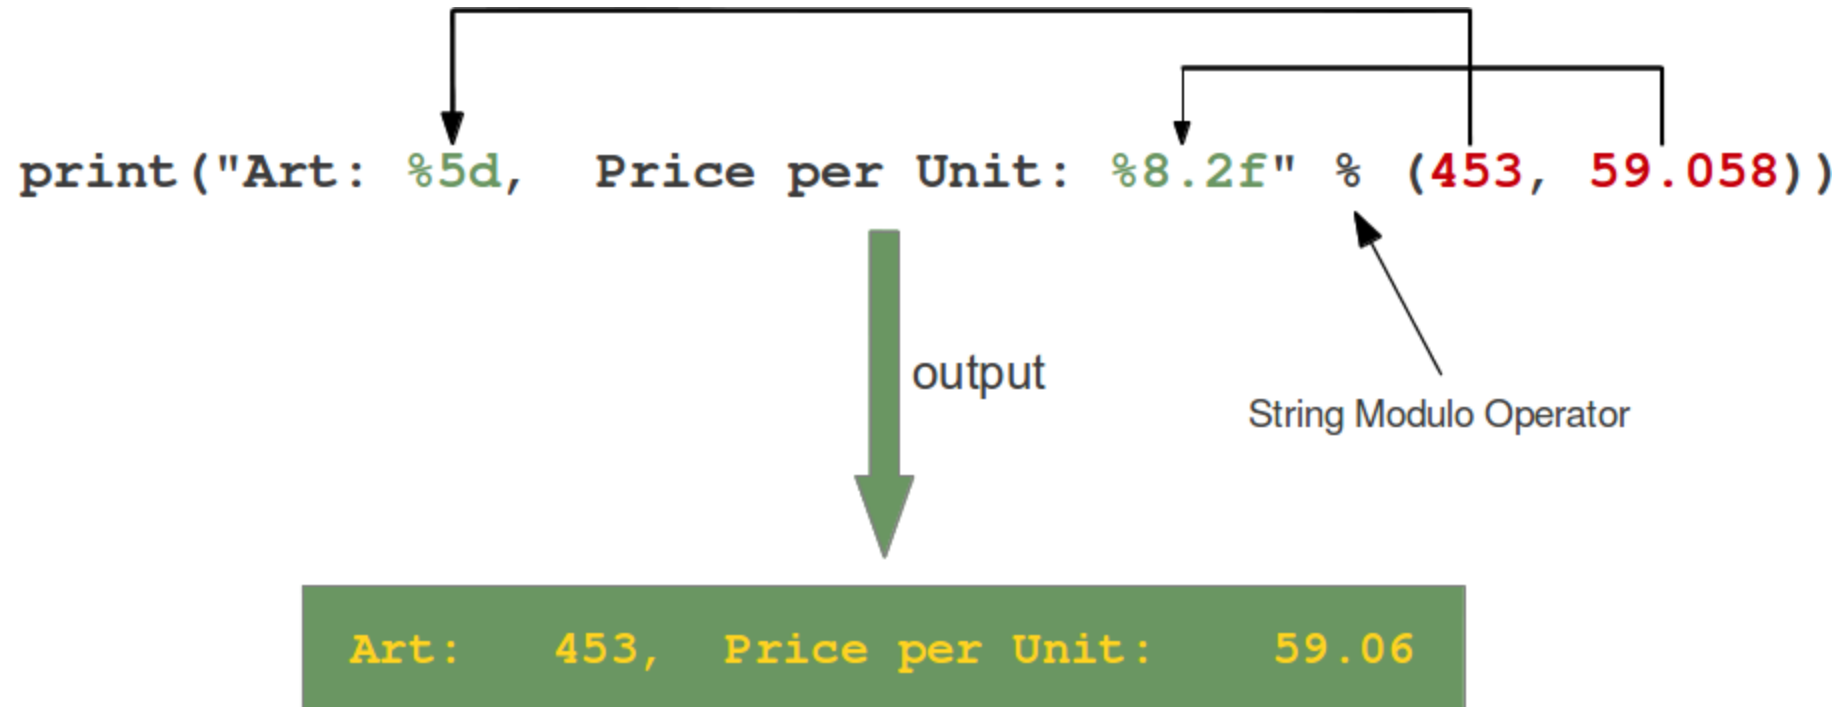 print("Art: %5d,  Price per Unit: %8.2f" % (453, 59.058))
output
String Modulo Operator
Art:   453,  Price per Unit:    59.06